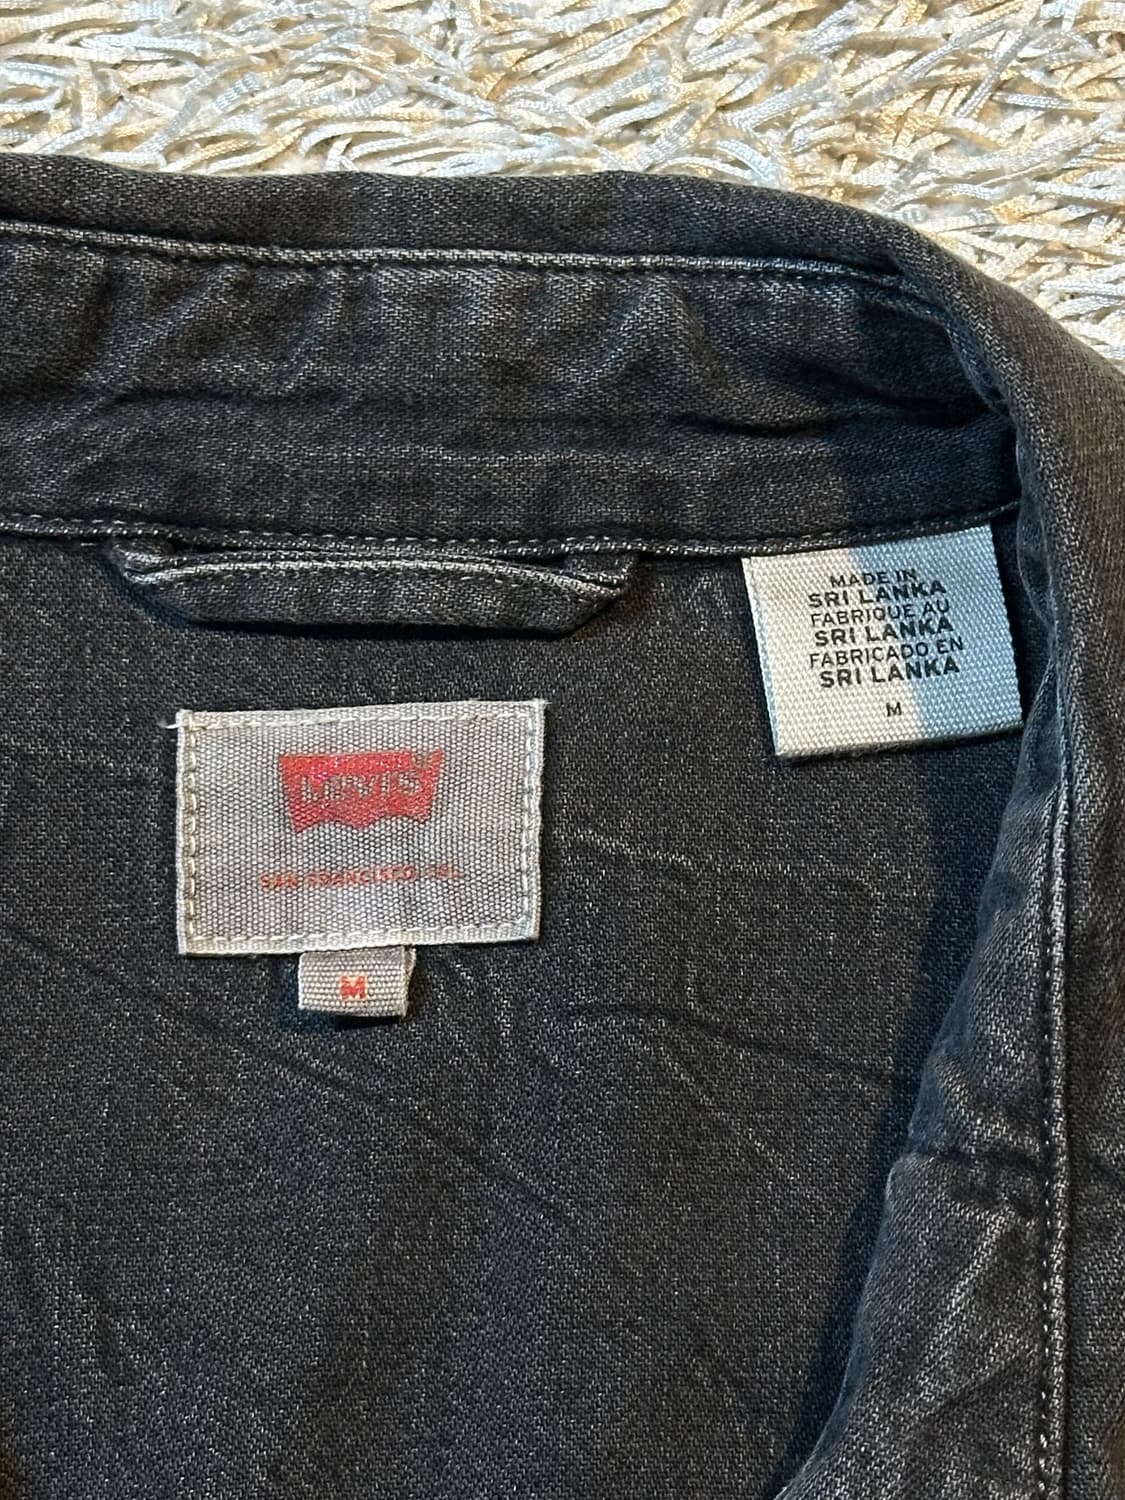 MADE IN
SRI LANKA
FABRIQUE AU
SRI LANKA
FABRICADO EN
SRI LANKA
M
LEVI'S
SAN FRANCISCO CAL.
M